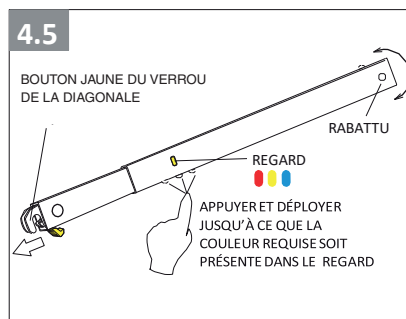 4.5
BOUTON JAUNE DU VERROU
DE LA DIAGONALE
RABATTU
REGARD
APPUYER ET DÉPLOYER
JUSQU'À CE QUE LA
COULEUR REQUISE SOIT
PRÉSENTE DANS LE REGARD